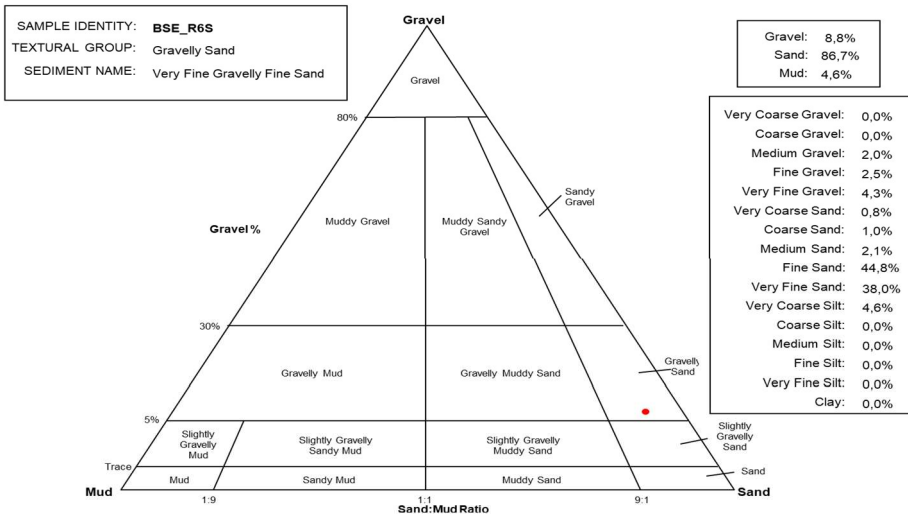 SAMPLE IDENTITY: BSE_R6S
TEXTURAL GROUP: Gravelly Sand
SEDIMENT NAME: Very Fine Gravelly Fine Sand
Gravel
Gravel: 8,8%
Sand: 86,7%
Mud: 4,6%
Gravel
80%
Sandy
Gravel
Muddy Gravel
Muddy Sandy
Gravel
Gravel %
30%
Gravelly Mud
Gravelly Muddy Sand
Gravelly
Sand
5%
Slightly
Gravelly
Mud
Slightly Gravelly
Sandy Mud
Slightly Gravelly
Muddy Sand
Slightly
Gravelly
Sand
Trace
Mud
Sandy Mud
Muddy Sand
Sand
Mud
1:9
1:1
9:1
Sand
Sand:Mud Ratio
Very Coarse Gravel: 0,0%
Coarse Gravel: 0,0%
Medium Gravel: 2,0%
Fine Gravel: 2,5%
Very Fine Gravel: 4,3%
Very Coarse Sand: 0,8%
Coarse Sand: 1,0%
Medium Sand: 2,1%
Fine Sand: 44,8%
Very Fine Sand: 38,0%
Very Coarse Silt: 4,6%
Coarse Silt: 0,0%
Medium Silt: 0,0%
Fine Silt: 0,0%
Very Fine Silt: 0,0%
Clay: 0,0%